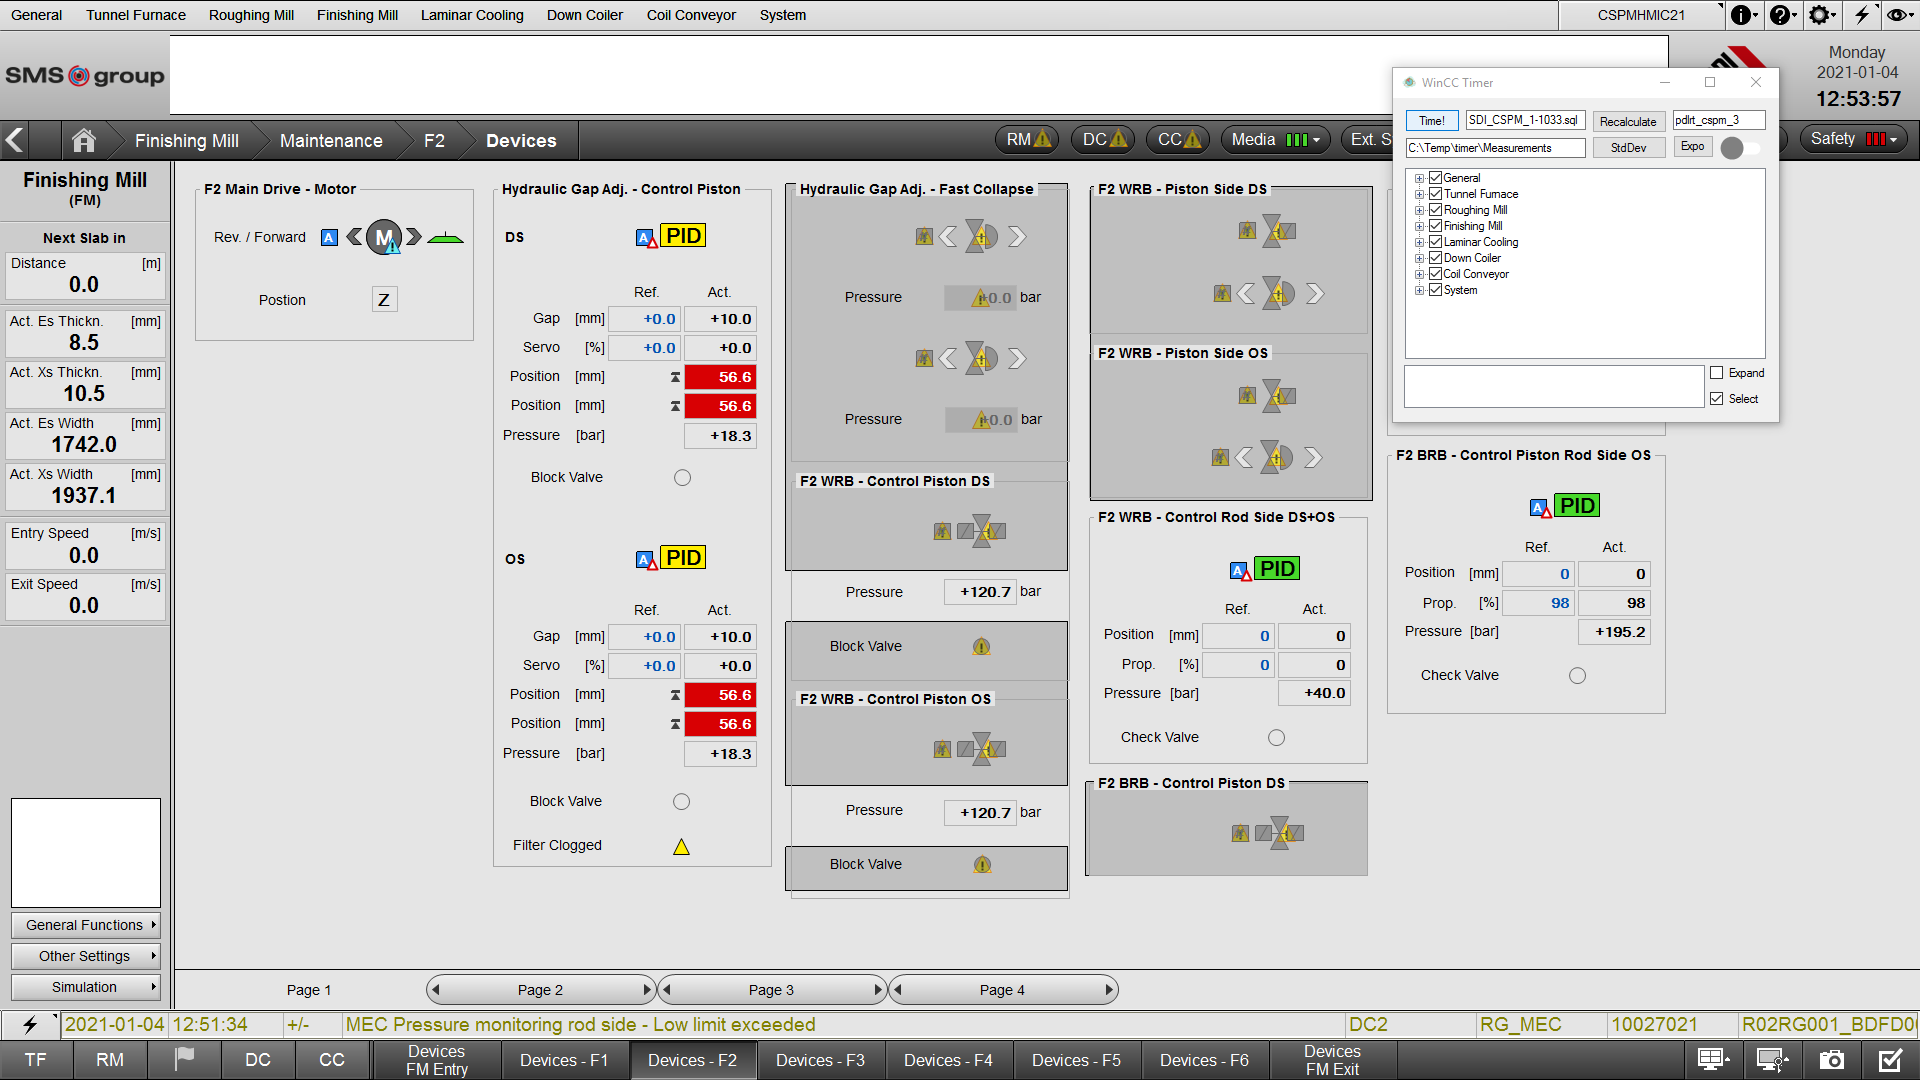 General Tunnel Furnace Roughing Mill Finishing Mill Laminar Cooling Down Coiler Coil Conveyor System CSPMHMIC21
SMS group
Monday
2021-01-04
12:53:57
Finishing Mill Maintenance F2 Devices RM DC CC Media Ext. S Safety
WinCC Timer
Time! SDI_CSPM_1-1033.sql Recalculate pdlrt_cspm_3
C:\Temp\timer\Measurements StdDev Expo
General
Tunnel Furnace
Roughing Mill
Finishing Mill
Laminar Cooling
Down Coiler
Coil Conveyor
System
Expand
Select
Finishing Mill
(FM)
Next Slab in
Distance [m]
0.0
Act. Es Thickn. [mm]
8.5
Act. Xs Thickn. [mm]
10.5
Act. Es Width [mm]
1742.0
Act. Xs Width [mm]
1937.1
Entry Speed [m/s]
0.0
Exit Speed [m/s]
0.0
General Functions
Other Settings
Simulation
F2 Main Drive - Motor
Rev. / Forward A M
Postion Z
Hydraulic Gap Adj. - Control Piston
DS A PID
Ref. Act.
Gap [mm] +0.0 +10.0
Servo [%] +0.0 +0.0
Position [mm] 56.6
Position [mm] 56.6
Pressure [bar] +18.3
Block Valve
OS A PID
Ref. Act.
Gap [mm] +0.0 +10.0
Servo [%] +0.0 +0.0
Position [mm] 56.6
Position [mm] 56.6
Pressure [bar] +18.3
Block Valve
Filter Clogged
Hydraulic Gap Adj. - Fast Collapse
Pressure +0.0 bar
Pressure +0.0 bar
F2 WRB - Control Piston DS
Pressure +120.7 bar
Block Valve
F2 WRB - Control Piston OS
Pressure +120.7 bar
Block Valve
F2 WRB - Piston Side DS
F2 WRB - Piston Side OS
F2 WRB - Control Rod Side DS+OS
A PID
Ref. Act.
Position [mm] 0 0
Prop. [%] 0 0
Pressure [bar] +40.0
Check Valve
F2 BRB - Control Piston DS
F2 BRB - Control Piston Rod Side OS
A PID
Ref. Act.
Position [mm] 0 0
Prop. [%] 98 98
Pressure [bar] +195.2
Check Valve
Page 1 Page 2 Page 3 Page 4
2021-01-04 12:51:34 +/- MEC Pressure monitoring rod side - Low limit exceeded DC2 RG_MEC 10027021
TF RM DC CC Devices FM Entry Devices - F1 Devices - F2 Devices - F3 Devices - F4 Devices - F5 Devices - F6 Devices FM Exit